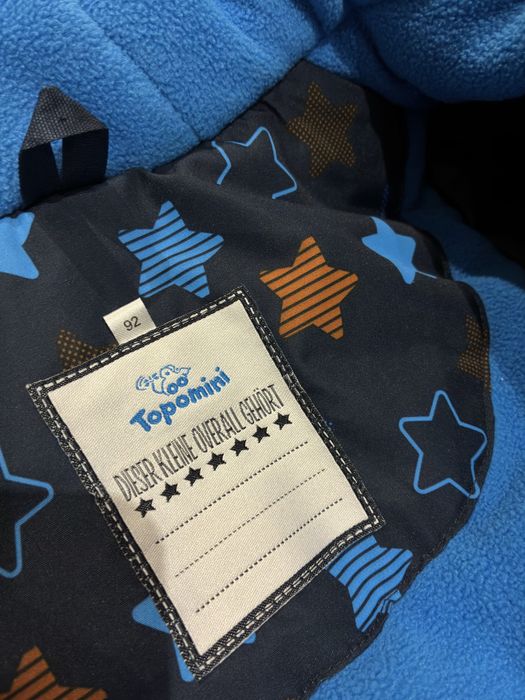 92
Topomini
DIESER KLEINE OVERALL GEHÖRT